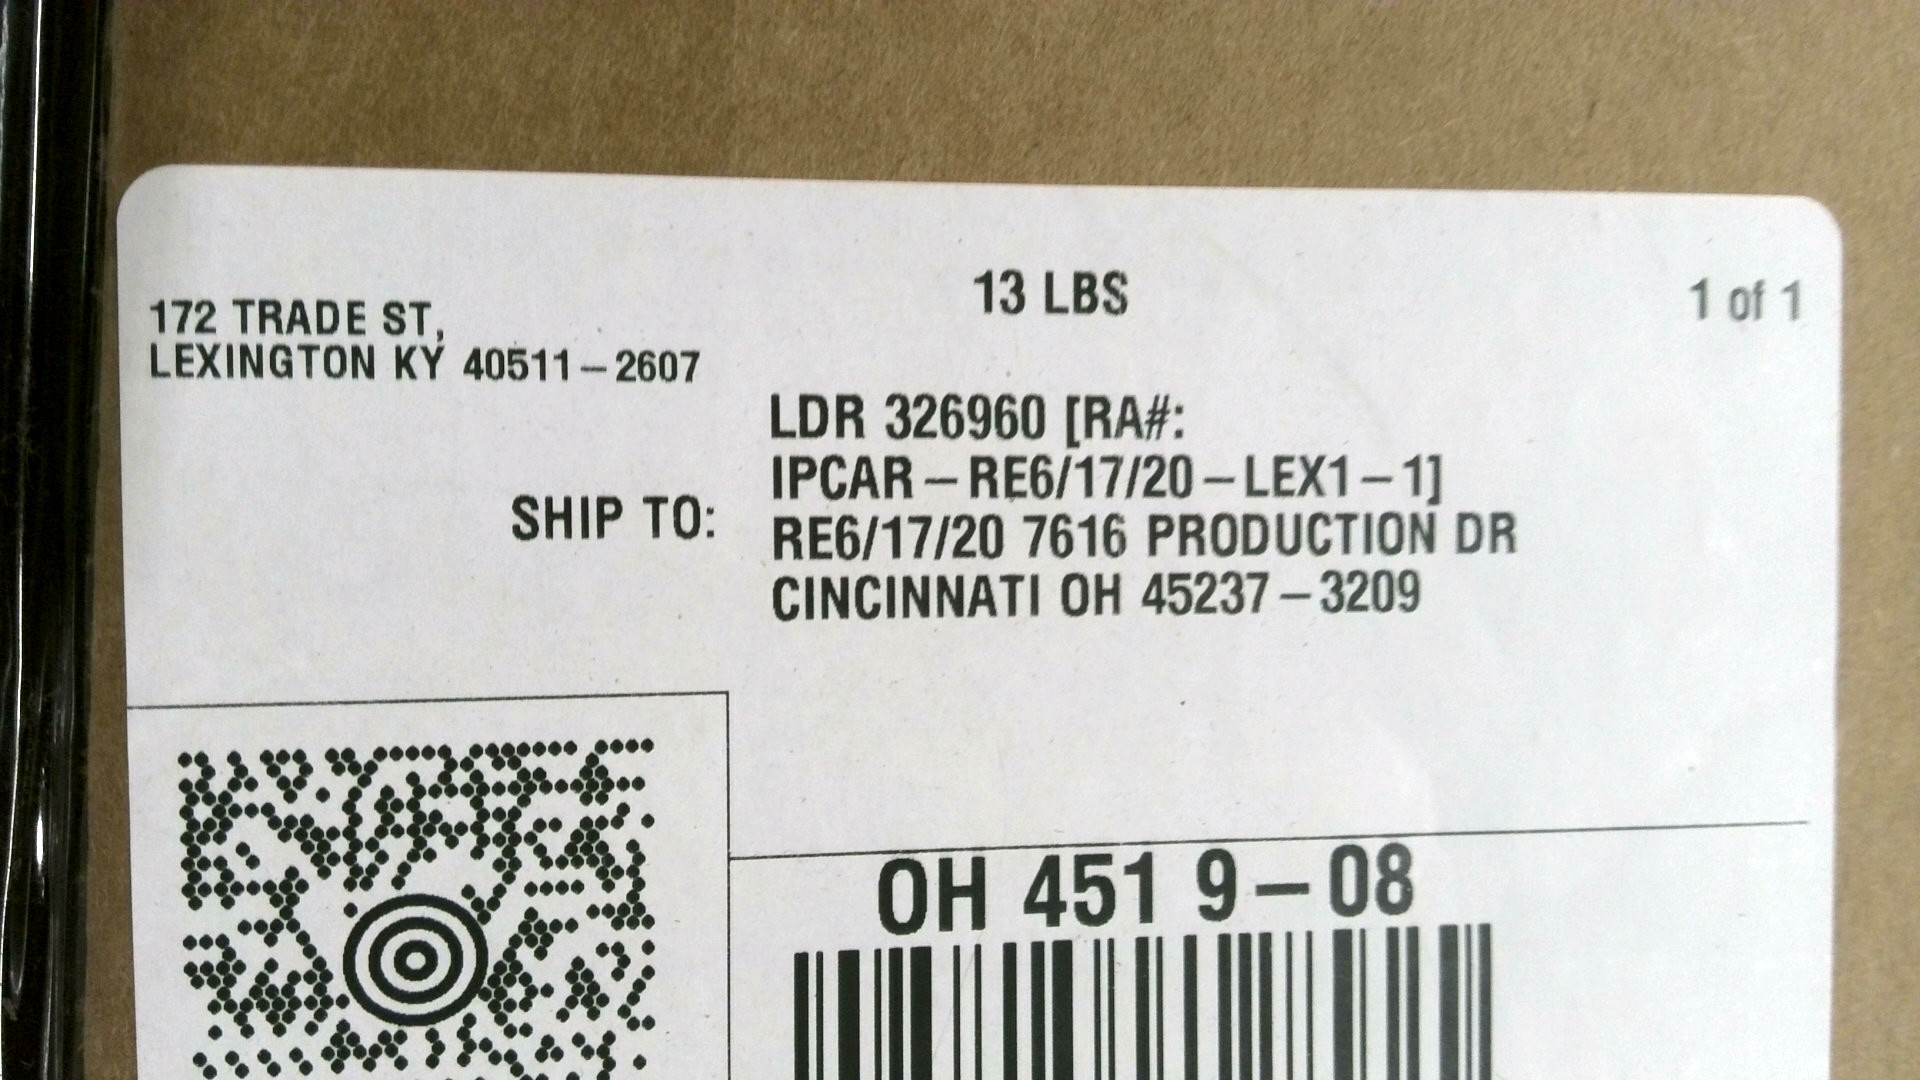 172 TRADE ST,
LEXINGTON KY 40511-2607
13 LBS
1 of 1
SHIP TO:
LDR 326960 [RA#:
IPCAR-RE6/17/20-LEX1-1]
RE6/17/20 7616 PRODUCTION DR
CINCINNATI OH 45237-3209
OH 451 9-08